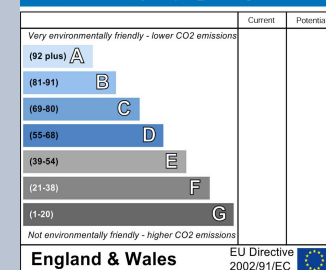 Current Potential
Very environmentally friendly - lower CO2 emissions
(92 plus) A
(81-91) B
(69-80) C
(55-68) D
(39-54) E
(21-38) F
(1-20) G
Not environmentally friendly - higher CO2 emissions
England & Wales
EU Directive
2002/91/EC